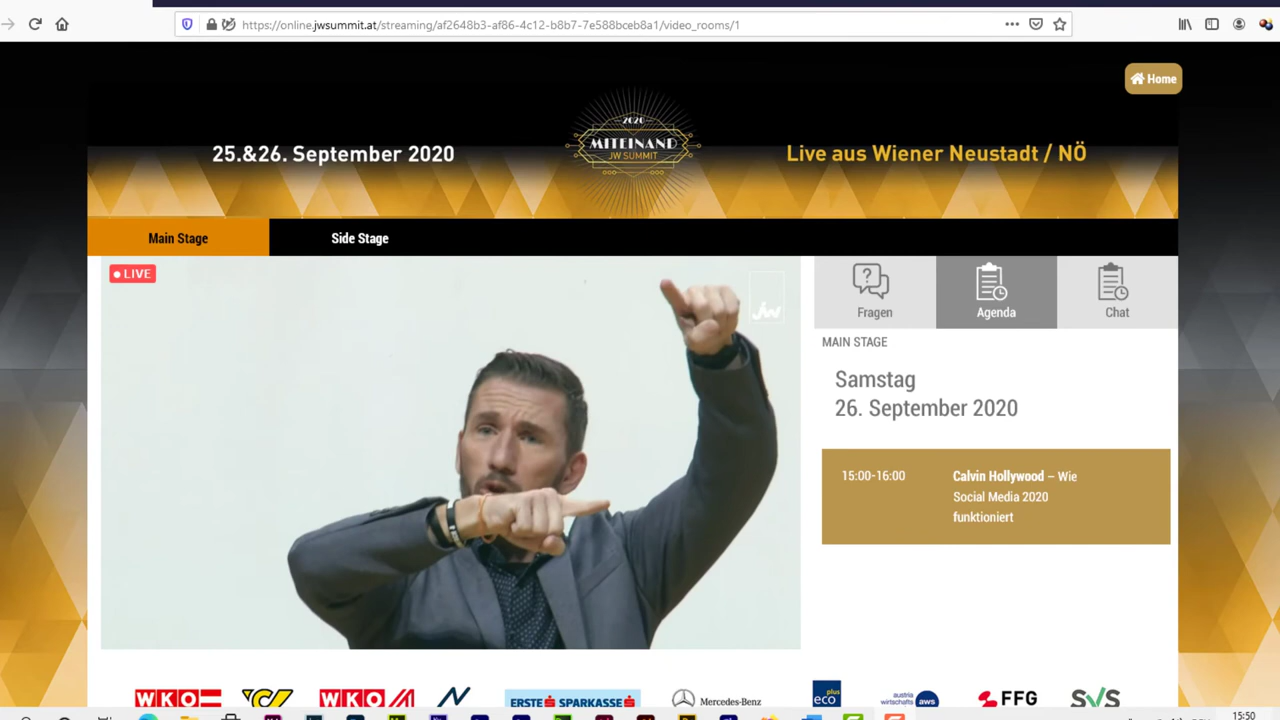 https://online.jwsummit.at/streaming/af2648b3-af86-4c12-b8b7-7e588bceb8a1/video_rooms/1
Home
25.&26. September 2020
2020
MITEINAND
JW SUMMIT
Live aus Wiener Neustadt / NÖ
Main Stage
Side Stage
LIVE
jw
Fragen
Agenda
Chat
MAIN STAGE
Samstag
26. September 2020
15:00-16:00
Calvin Hollywood – Wie
Social Media 2020
funktioniert
WKO
WKO
N
ERSTE SPARKASSE
Mercedes-Benz
eco plus
austria wirtschafts aws
FFG
SVS
15:50